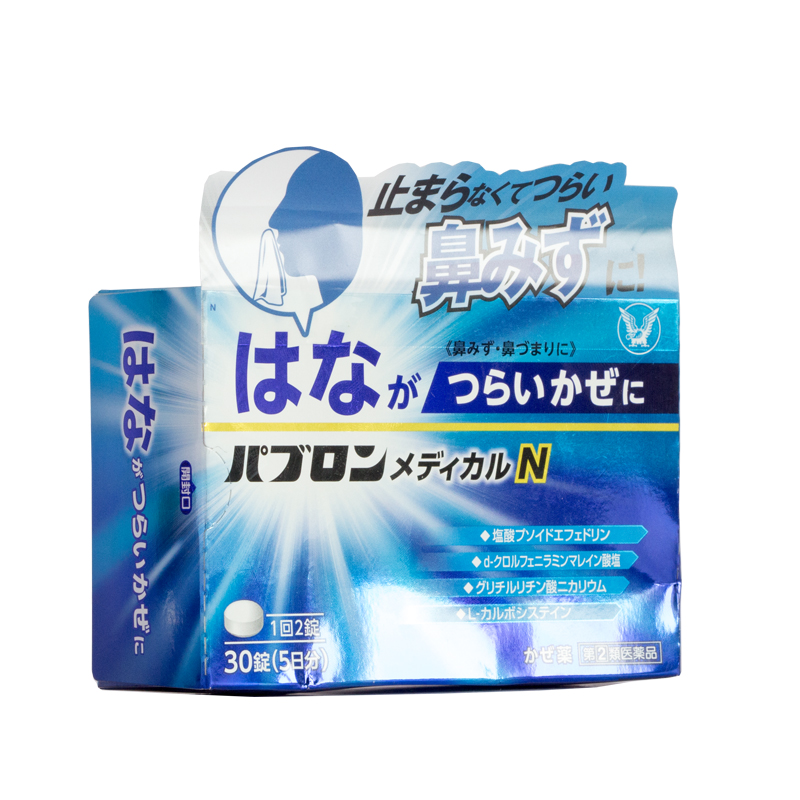 止まらなくてつらい
鼻みずに!
N
《鼻みず・鼻づまりに》
はながつらいかぜに
パブロンメディカルN
◆塩酸プソイドエフェドリン
◆d-クロルフェニラミンマレイン酸塩
◆グリチルリチン酸ニカリウム
◆L-カルボシステイン
1回2錠
30錠(5日分)
かぜ薬 第②類医薬品
はながつらいかぜに
開封口